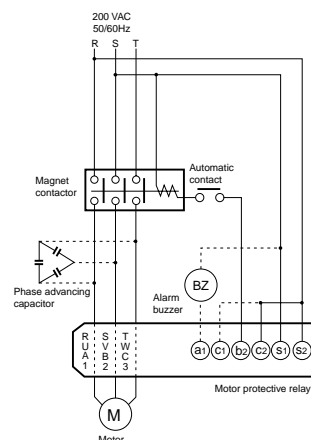 200 VAC
50/60Hz
R S T
Automatic
contact
Magnet
contactor
BZ
Phase advancing
capacitor
Alarm
buzzer
R U A 1
S V B 2
T W C 3
a1 c1 b2 c2 s1 s2
Motor protective relay
M
Motor